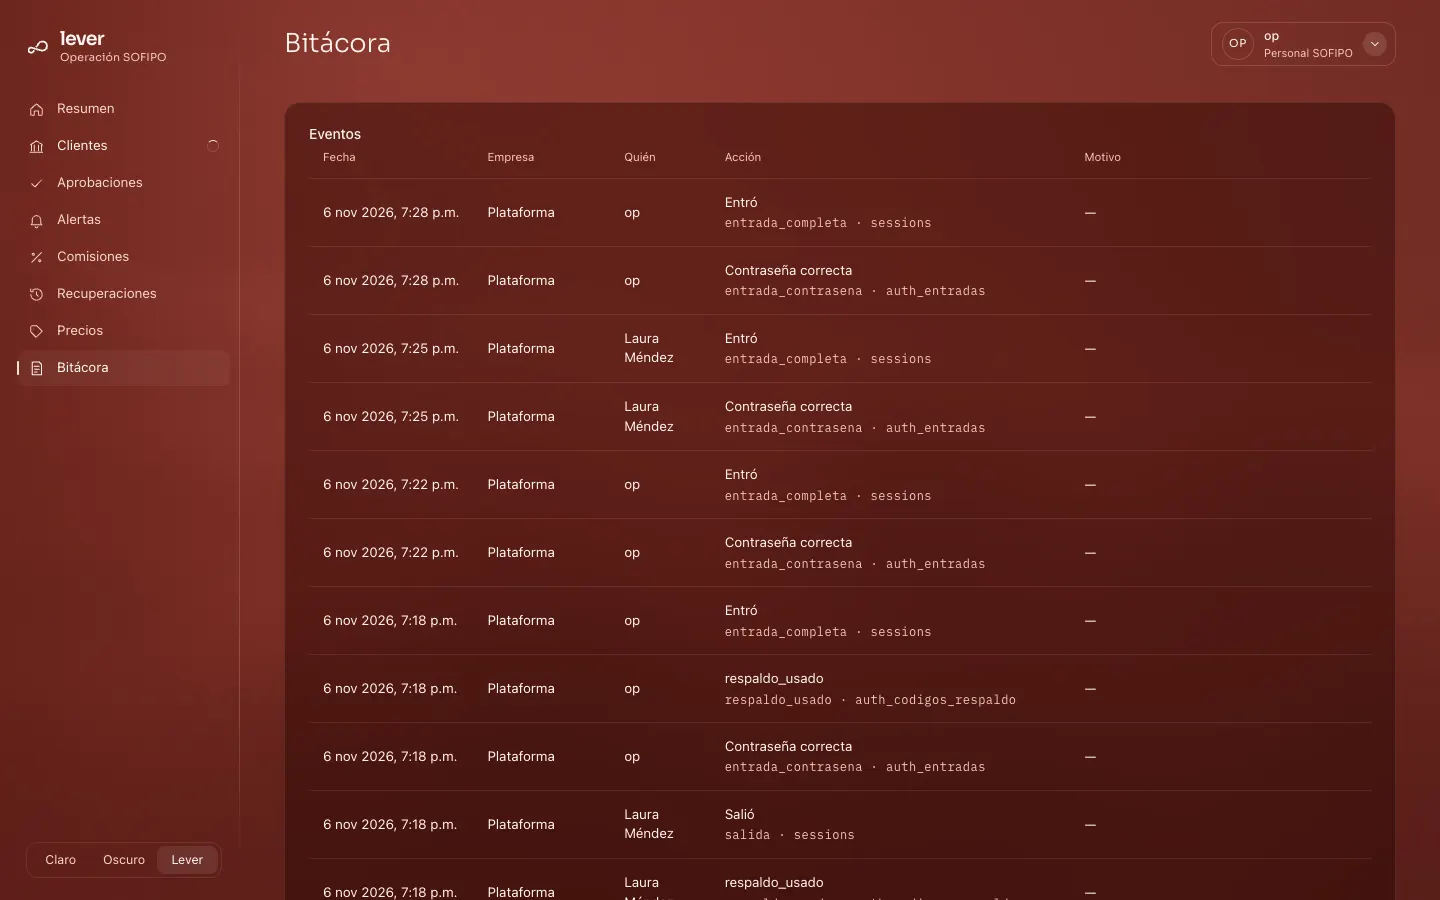 lever
Operación SOFIPO
Resumen
Clientes
Aprobaciones
Alertas
Comisiones
Recuperaciones
Precios
Bitácora
Claro Oscuro Lever
Bitácora
OP
op
Personal SOFIPO
Eventos
Fecha Empresa Quién Acción Motivo
6 nov 2026, 7:28 p.m. Plataforma op Entró —
entrada_completa · sessions
6 nov 2026, 7:28 p.m. Plataforma op Contraseña correcta —
entrada_contrasena · auth_entradas
6 nov 2026, 7:25 p.m. Plataforma Laura Méndez Entró —
entrada_completa · sessions
6 nov 2026, 7:25 p.m. Plataforma Laura Méndez Contraseña correcta —
entrada_contrasena · auth_entradas
6 nov 2026, 7:22 p.m. Plataforma op Entró —
entrada_completa · sessions
6 nov 2026, 7:22 p.m. Plataforma op Contraseña correcta —
entrada_contrasena · auth_entradas
6 nov 2026, 7:18 p.m. Plataforma op Entró —
entrada_completa · sessions
6 nov 2026, 7:18 p.m. Plataforma op respaldo_usado —
respaldo_usado · auth_codigos_respaldo
6 nov 2026, 7:18 p.m. Plataforma op Contraseña correcta —
entrada_contrasena · auth_entradas
6 nov 2026, 7:18 p.m. Plataforma Laura Méndez Salió —
salida · sessions
6 nov 2026, 7:18 p.m. Plataforma Laura respaldo_usado —